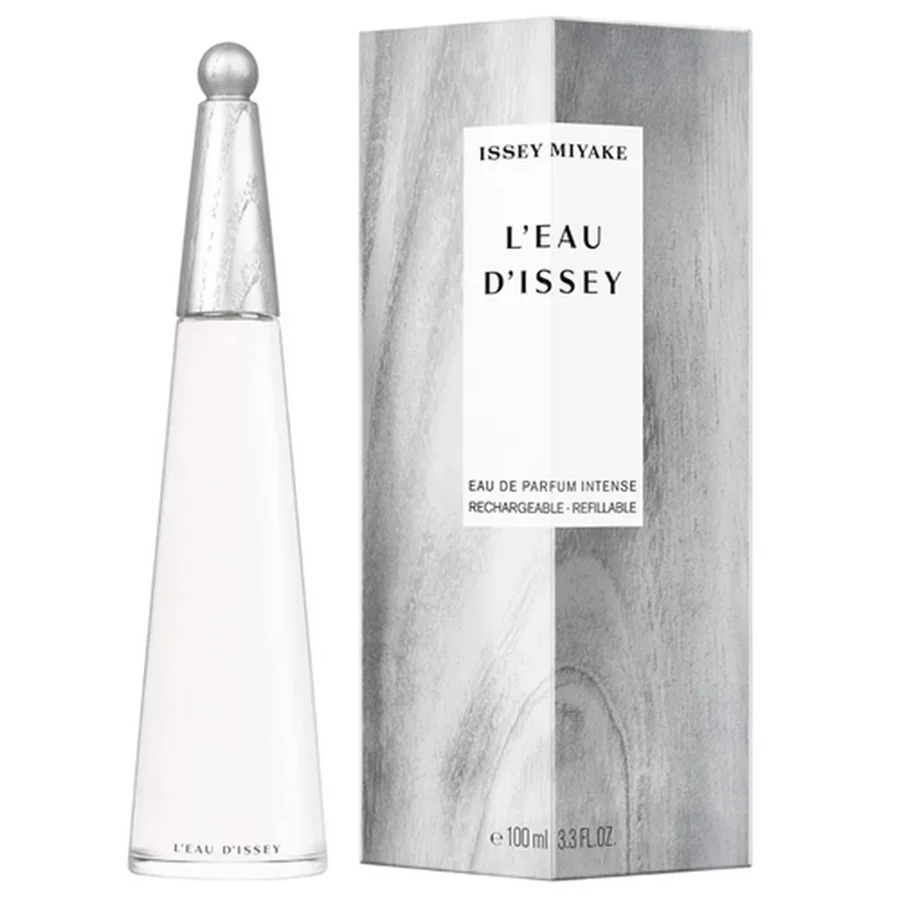 L'EAU D'ISSEY
ISSEY MIYAKE
L'EAU
D'ISSEY
EAU DE PARFUM INTENSE
RECHARGEABLE - REFILLABLE
℮ 100 ml 3.3 FL.OZ.